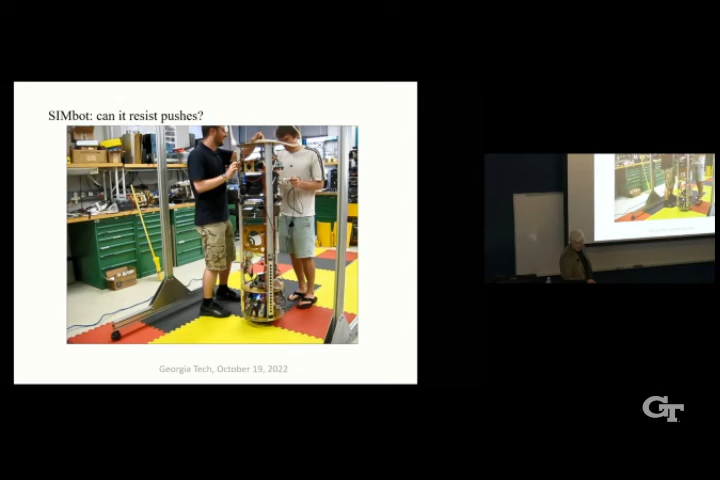 SIMbot: can it resist pushes?
Georgia Tech, October 19, 2022
GT